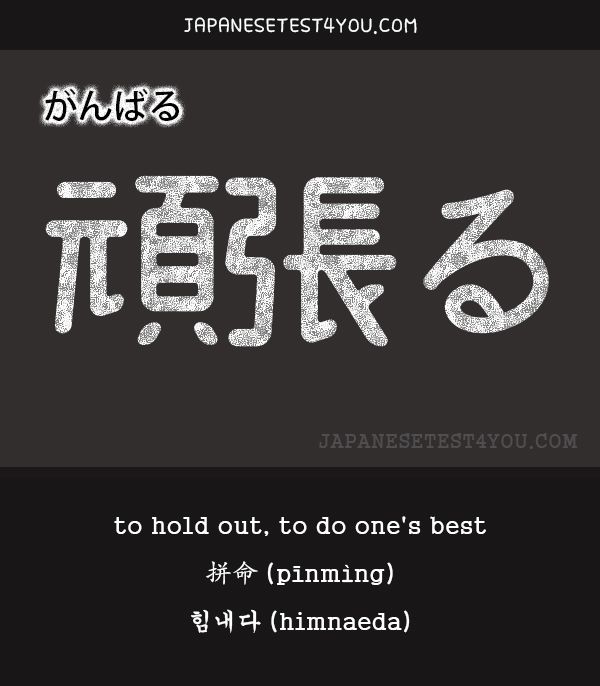 JAPANESETEST4YOU.COM
がんばる
頑張る
JAPANESETEST4YOU.COM
to hold out, to do one's best
拼命 (pīnmìng)
힘내다 (himnaeda)